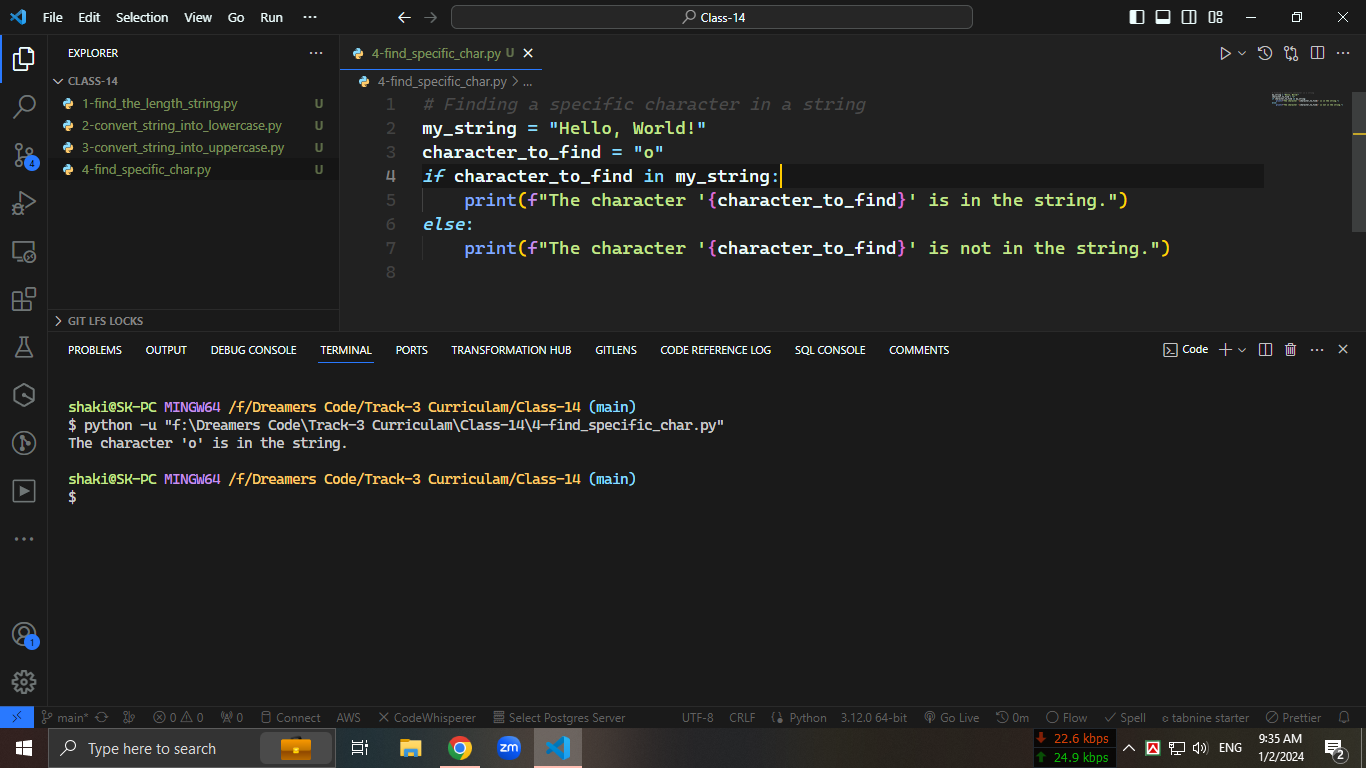 File Edit Selection View Go Run ···
Class-14
EXPLORER
CLASS-14
1-find_the_length_string.py U
2-convert_string_into_lowercase.py U
3-convert_string_into_uppercase.py U
4-find_specific_char.py U
GIT LFS LOCKS
4
1
4-find_specific_char.py U
4-find_specific_char.py > ...
1 # Finding a specific character in a string
2 my_string = "Hello, World!"
3 character_to_find = "o"
4 if character_to_find in my_string:
5 print(f"The character '{character_to_find}' is in the string.")
6 else:
7 print(f"The character '{character_to_find}' is not in the string.")
8
PROBLEMS OUTPUT DEBUG CONSOLE TERMINAL PORTS TRANSFORMATION HUB GITLENS CODE REFERENCE LOG SQL CONSOLE COMMENTS Code
shaki@SK-PC MINGW64 /f/Dreamers Code/Track-3 Curriculam/Class-14 (main)
$ python -u "f:\Dreamers Code\Track-3 Curriculam\Class-14\4-find_specific_char.py"
The character 'o' is in the string.
shaki@SK-PC MINGW64 /f/Dreamers Code/Track-3 Curriculam/Class-14 (main)
$
main* 0 0 0 Connect AWS CodeWhisperer Select Postgres Server UTF-8 CRLF Python 3.12.0 64-bit Go Live 0m Flow Spell tabnine starter Prettier
Type here to search
zm
22.6 kbps
24.9 kbps
ENG
9:35 AM
1/2/2024
2